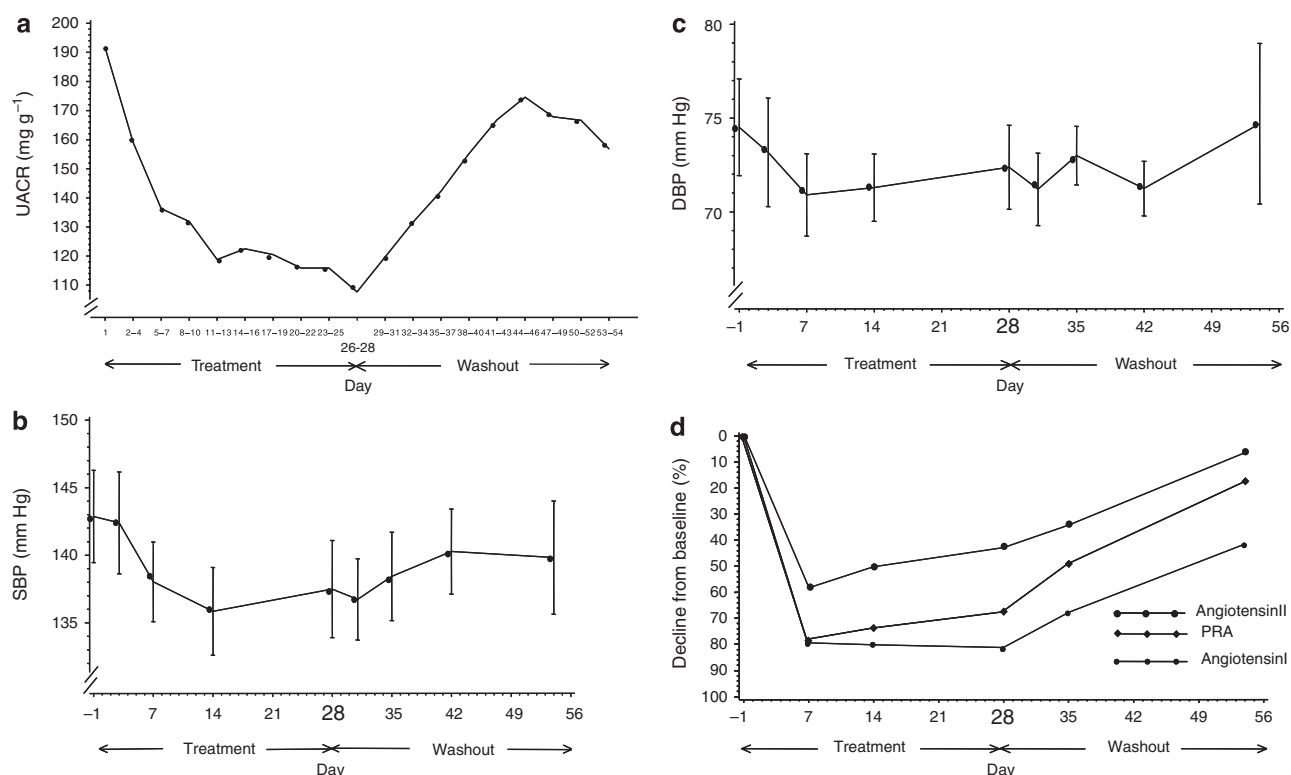 a
200
190
180
170
160
150
140
130
120
110
UACR (mg g−1)
1 2–4 5–7 8–10 11–13 14–16 17–19 20–22 23–25 29–31 32–34 35–37 38–40 41–43 44–46 47–49 50–52 53–54
26-28
Treatment Washout
Day
b
150
145
140
135
SBP (mm Hg)
−1 7 14 21 28 35 42 49 56
Treatment Washout
Day
c
80
75
70
DBP (mm Hg)
−1 7 14 21 28 35 42 49 56
Treatment Washout
Day
d
0
10
20
30
40
50
60
70
80
90
100
Decline from baseline (%)
AngiotensinII
PRA
AngiotensinI
−1 7 14 21 28 35 42 49 56
Treatment Washout
Day